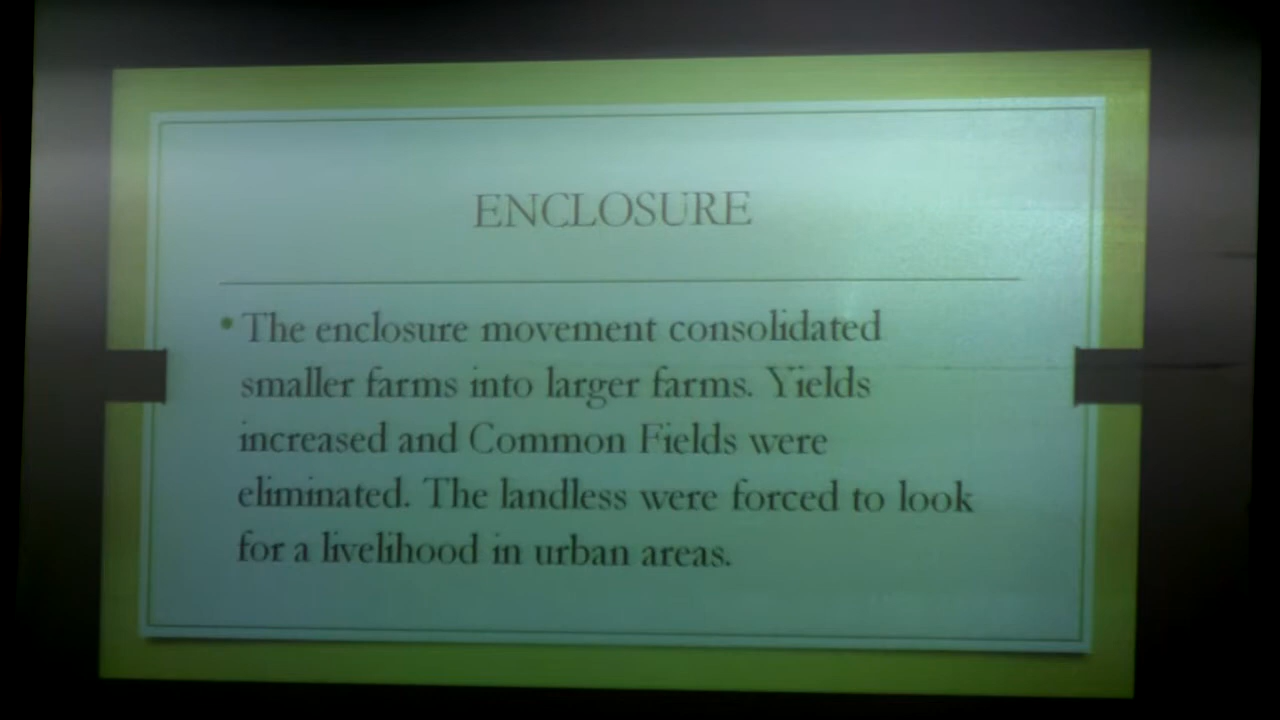 ENCLOSURE
• The enclosure movement consolidated
smaller farms into larger farms. Yields
increased and Common Fields were
eliminated. The landless were forced to look
for a livelihood in urban areas.